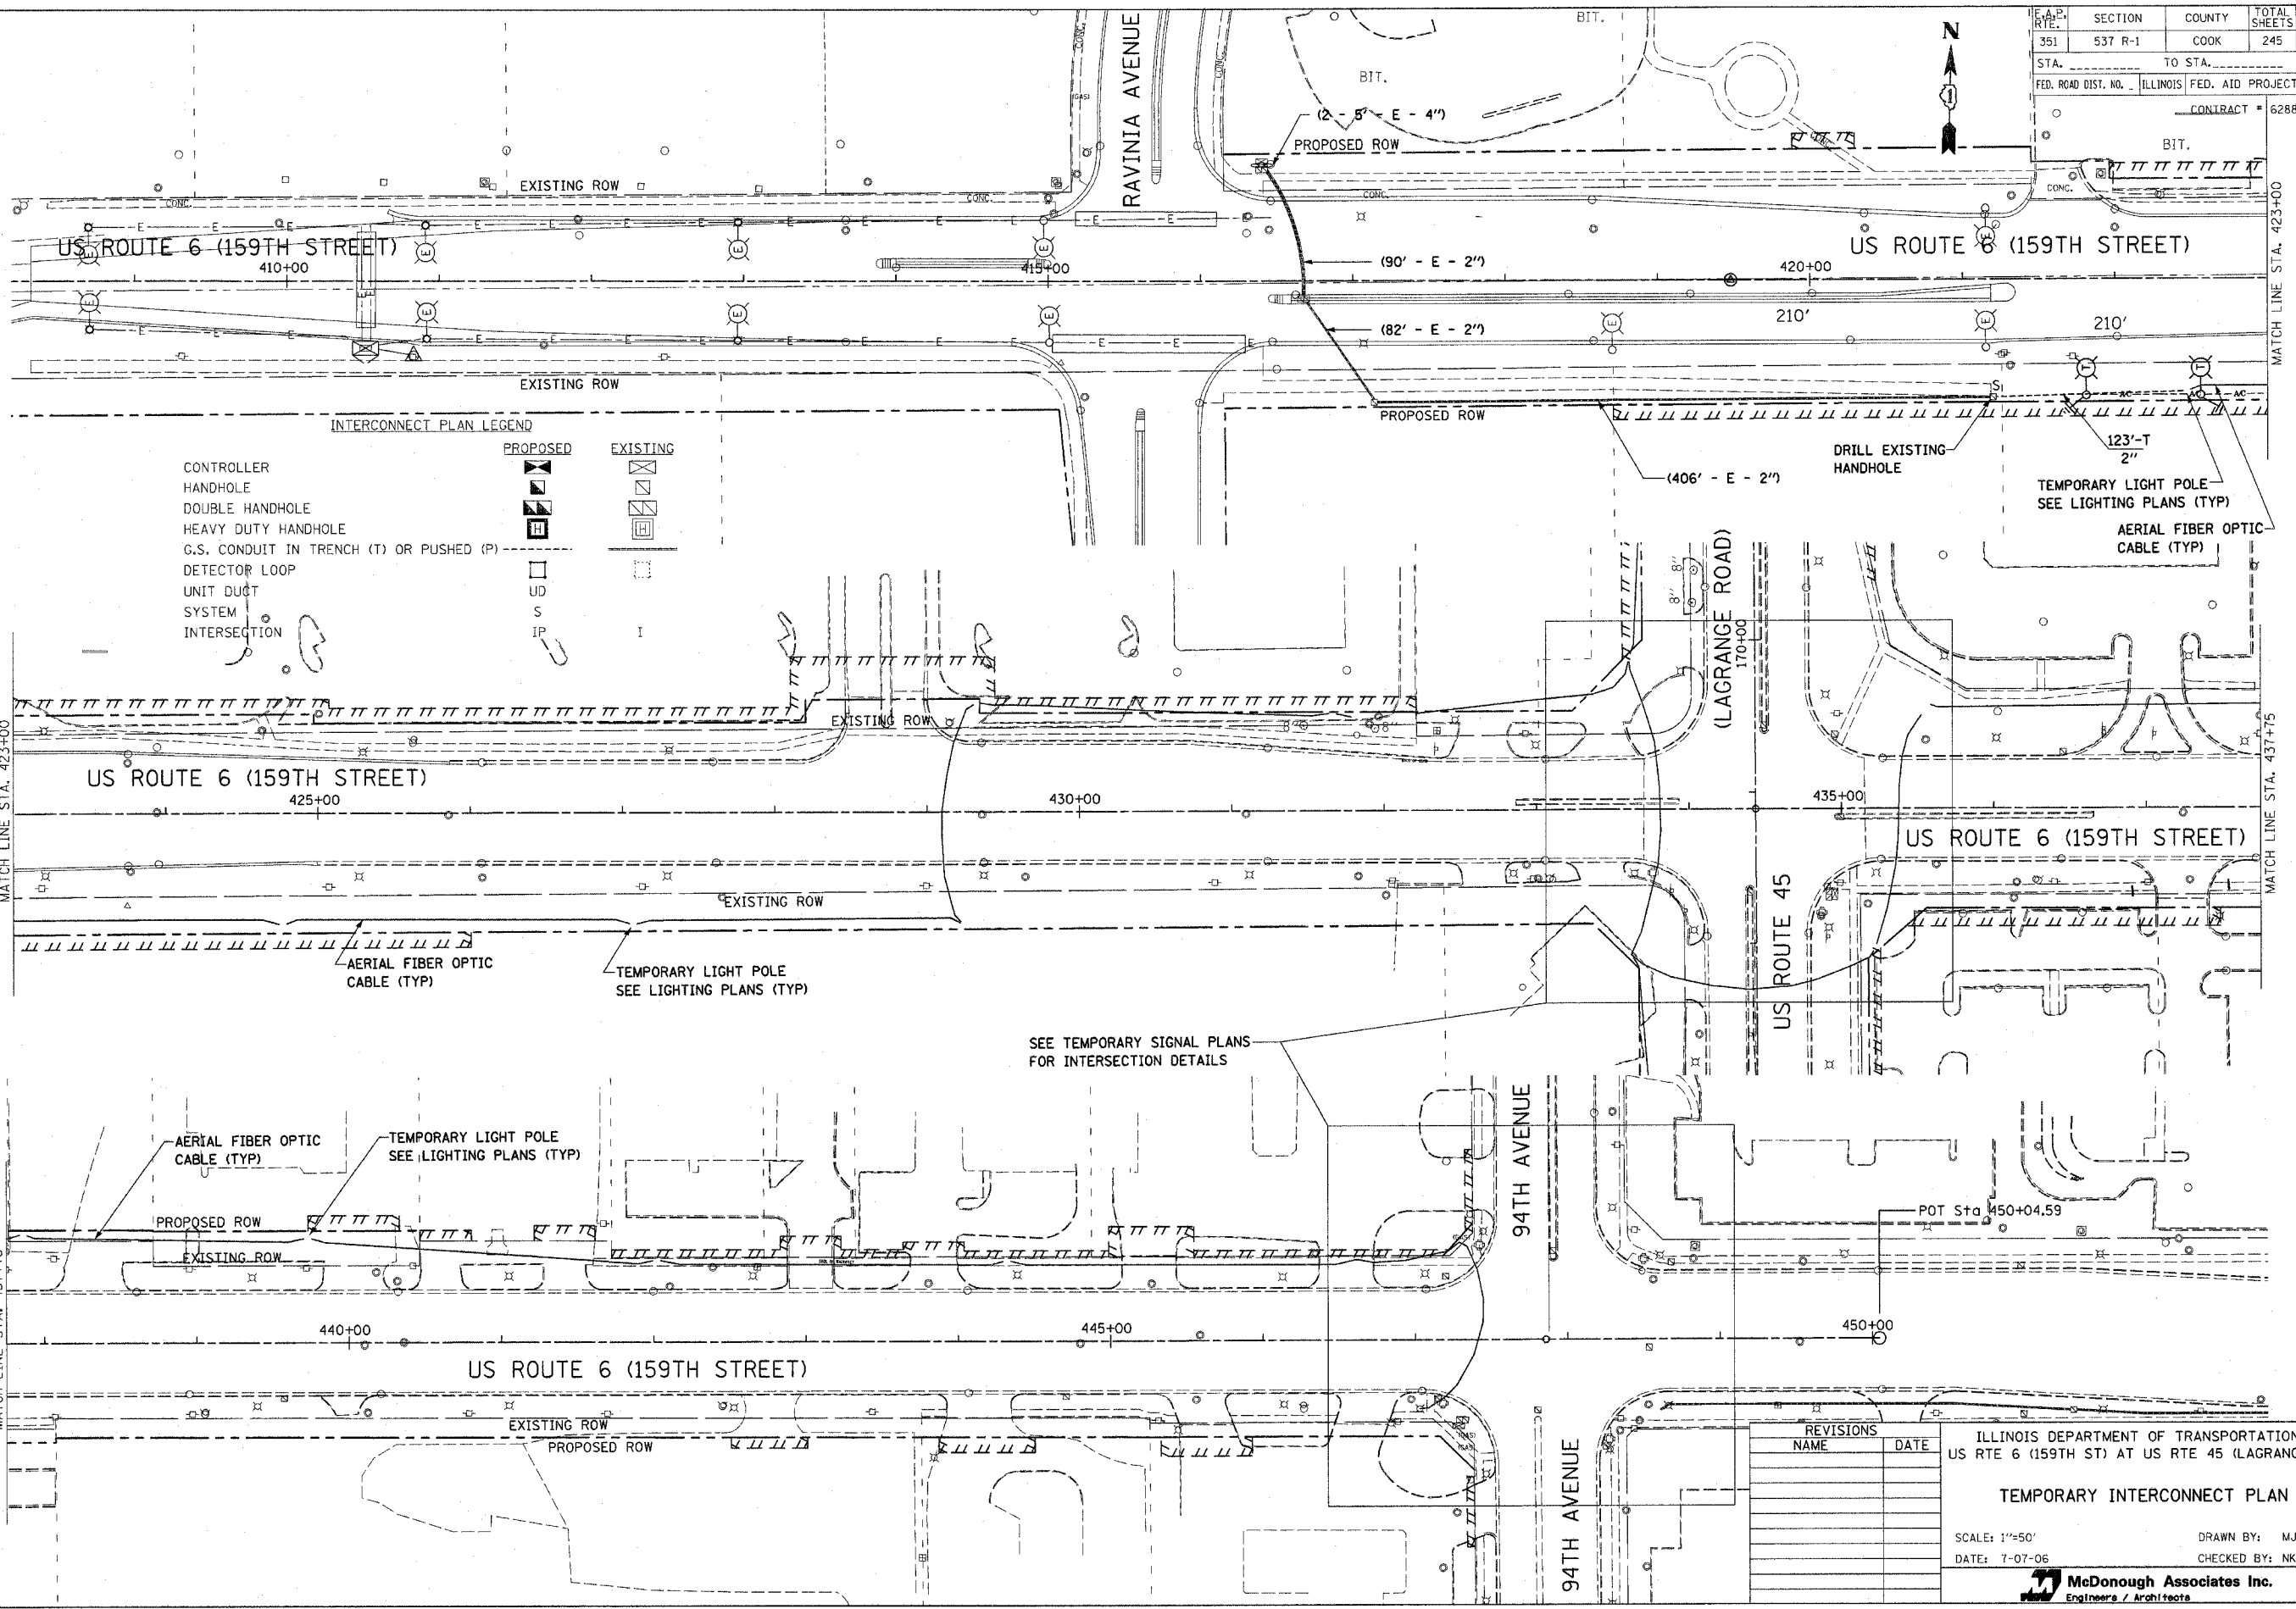 F.A.P. RTE. SECTION COUNTY TOTAL SHEETS
351 537 R-1 COOK 245
STA. TO STA.
FED. ROAD DIST. NO. ILLINOIS FED. AID PROJECT
CONTRACT # 6288
N
1
RAVINIA AVENUE
BIT.
BIT.
BIT.
(2 - 5' - E - 4")
PROPOSED ROW
EXISTING ROW
CONC.
CONC.
CONC.
CONC.
CONC.
CONC.
US ROUTE 6 (159TH STREET)
US ROUTE 6 (159TH STREET)
410+00
415+00
420+00
(90' - E - 2")
(82' - E - 2")
210'
210'
MATCH LINE STA. 423+00
EXISTING ROW
PROPOSED ROW
S
AC
AC
AC
DRILL EXISTING
HANDHOLE
123'-T
2"
(406' - E - 2")
TEMPORARY LIGHT POLE
SEE LIGHTING PLANS (TYP)
AERIAL FIBER OPTIC
CABLE (TYP)
INTERCONNECT PLAN LEGEND
PROPOSED EXISTING
CONTROLLER
HANDHOLE
DOUBLE HANDHOLE
HEAVY DUTY HANDHOLE H H
G.S. CONDUIT IN TRENCH (T) OR PUSHED (P)
DETECTOR LOOP
UNIT DUCT UD
SYSTEM S
INTERSECTION IP I
8" 8"
(LAGRANGE ROAD)
170+00
MATCH LINE STA. 423+00
EXISTING ROW
US ROUTE 6 (159TH STREET)
425+00
430+00
435+00
US ROUTE 6 (159TH STREET)
MATCH LINE STA. 437+75
EXISTING ROW
US ROUTE 45
AERIAL FIBER OPTIC
CABLE (TYP)
TEMPORARY LIGHT POLE
SEE LIGHTING PLANS (TYP)
SEE TEMPORARY SIGNAL PLANS
FOR INTERSECTION DETAILS
94TH AVENUE
AERIAL FIBER OPTIC
CABLE (TYP)
TEMPORARY LIGHT POLE
SEE LIGHTING PLANS (TYP)
PROPOSED ROW
EXISTING ROW
POT Sta 450+04.59
440+00
445+00
450+00
US ROUTE 6 (159TH STREET)
EXISTING ROW
PROPOSED ROW
94TH AVENUE
REVISIONS
NAME DATE
ILLINOIS DEPARTMENT OF TRANSPORTATION
US RTE 6 (159TH ST) AT US RTE 45 (LAGRANG
TEMPORARY INTERCONNECT PLAN
SCALE: 1"=50' DRAWN BY: MJ
DATE: 7-07-06 CHECKED BY: NK
McDonough Associates Inc.
Engineers / Architects